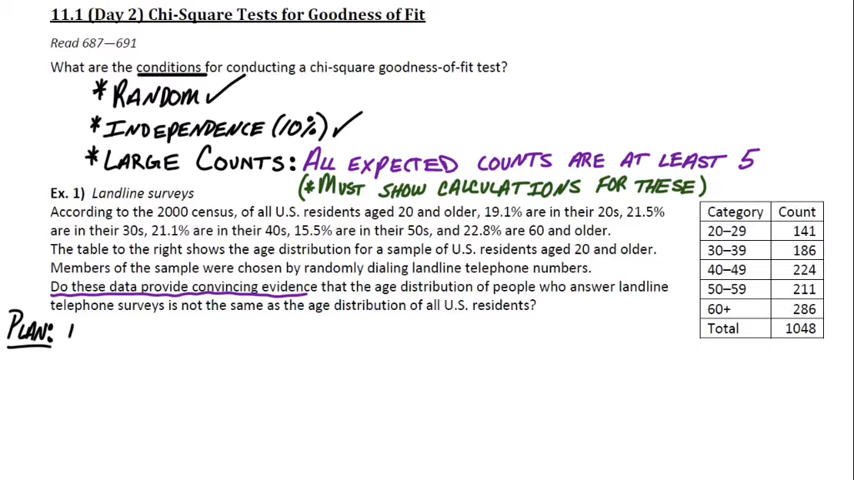 11.1 (Day 2) Chi-Square Tests for Goodness of Fit
Read 687—691
What are the conditions for conducting a chi-square goodness-of-fit test?
* RANDOM ✓
* INDEPENDENCE (10%) ✓
* LARGE COUNTS: ALL EXPECTED COUNTS ARE AT LEAST 5
(* MUST SHOW CALCULATIONS FOR THESE)
Ex. 1) Landline surveys
According to the 2000 census, of all U.S. residents aged 20 and older, 19.1% are in their 20s, 21.5%
are in their 30s, 21.1% are in their 40s, 15.5% are in their 50s, and 22.8% are 60 and older.
The table to the right shows the age distribution for a sample of U.S. residents aged 20 and older.
Members of the sample were chosen by randomly dialing landline telephone numbers.
Do these data provide convincing evidence that the age distribution of people who answer landline
telephone surveys is not the same as the age distribution of all U.S. residents?
Category Count
20–29 141
30–39 186
40–49 224
50–59 211
60+ 286
Total 1048
PLAN: